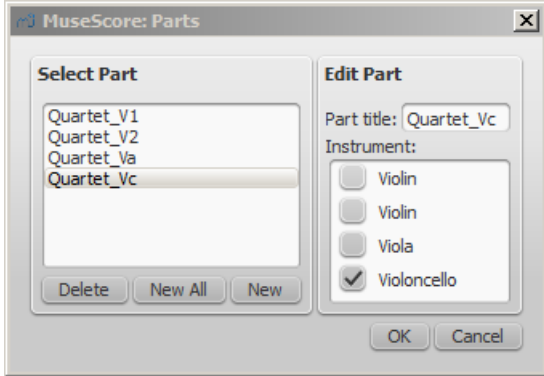 MuseScore: Parts
Select Part
Quartet_V1
Quartet_V2
Quartet_Va
Quartet_Vc
Delete New All New
Edit Part
Part title: Quartet_Vc
Instrument:
Violin
Violin
Viola
Violoncello
OK Cancel